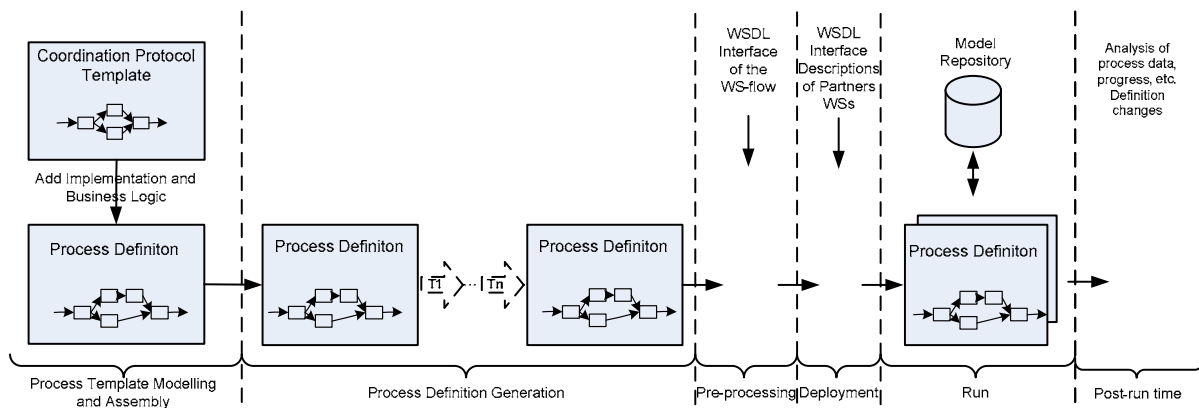 Coordination Protocol
Template
Add Implementation and
Business Logic
Process Definiton
Process Template Modelling
and Assembly
Process Definiton
T1
...
Tn
Process Definiton
Process Definition Generation
WSDL
Interface
of the
WS-flow
Pre-processing
WSDL
Interface
Descriptions
of Partners
WSs
Deployment
Model
Repository
Process Definiton
Run
Analysis of
process data,
progress, etc.
Definition
changes
Post-run time